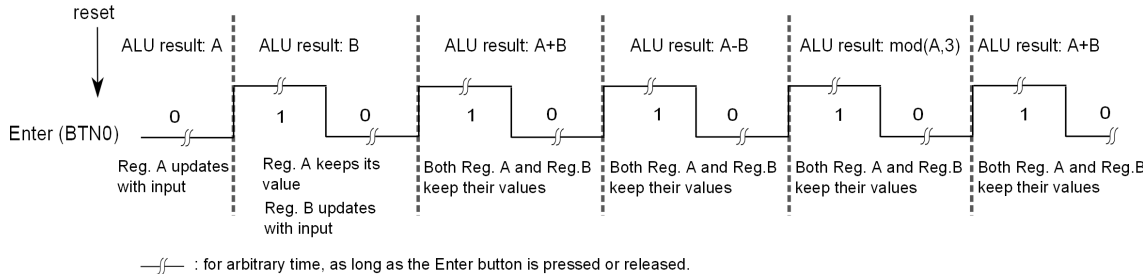 reset
ALU result: A
ALU result: B
ALU result: A+B
ALU result: A-B
ALU result: mod(A,3)
ALU result: A+B
Enter (BTN0)
0
1
0
1
0
1
0
1
0
1
0
Reg. A updates
with input
Reg. A keeps its
value
Reg. B updates
with input
Both Reg. A and Reg.B
keep their values
Both Reg. A and Reg.B
keep their values
Both Reg. A and Reg.B
keep their values
Both Reg. A and Reg.B
keep their values
: for arbitrary time, as long as the Enter button is pressed or released.